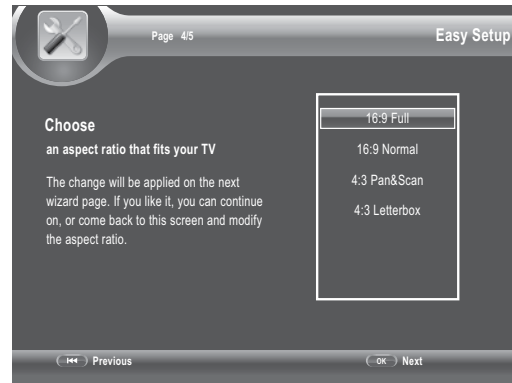 Page 4/5
Easy Setup
Choose
an aspect ratio that fits your TV
The change will be applied on the next
wizard page. If you like it, you can continue
on, or come back to this screen and modify
the aspect ratio.
16:9 Full
16:9 Normal
4:3 Pan&Scan
4:3 Letterbox
Previous
OK Next